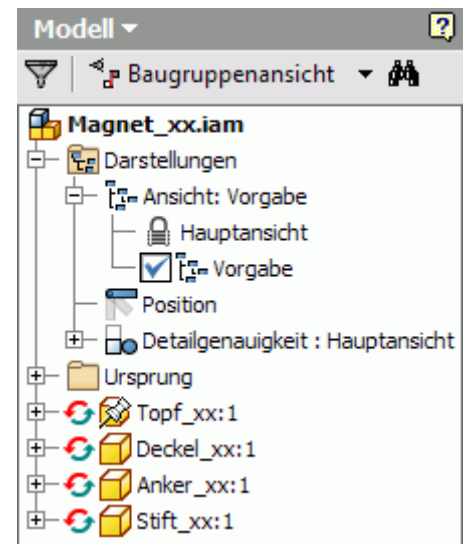 Modell
Baugruppenansicht
Magnet_xx.iam
Darstellungen
Ansicht: Vorgabe
Hauptansicht
Vorgabe
Position
Detailgenauigkeit : Hauptansicht
Ursprung
Topf_xx:1
Deckel_xx:1
Anker_xx:1
Stift_xx:1